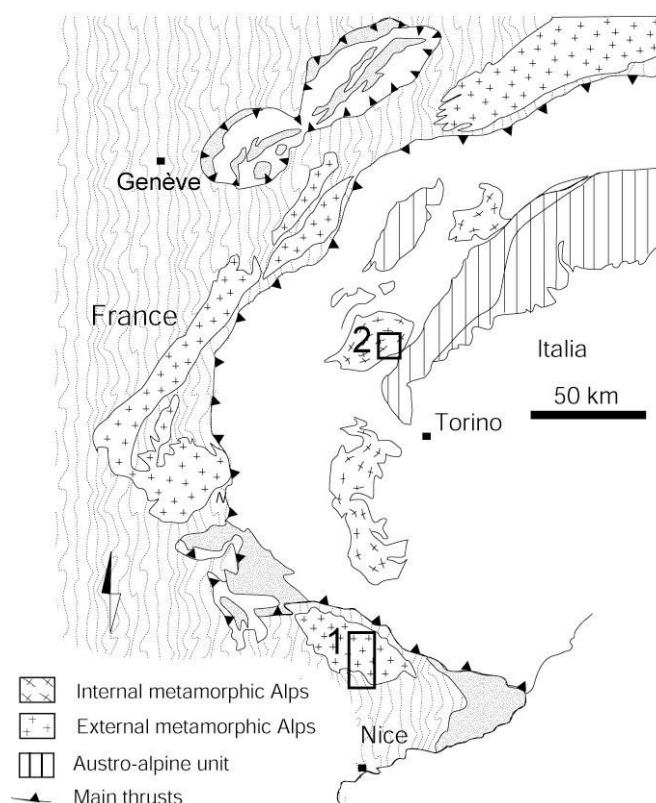 Genève
France
2
Italia
50 km
Torino
1
Internal metamorphic Alps
External metamorphic Alps
Nice
Austro-alpine unit
Main thrusts